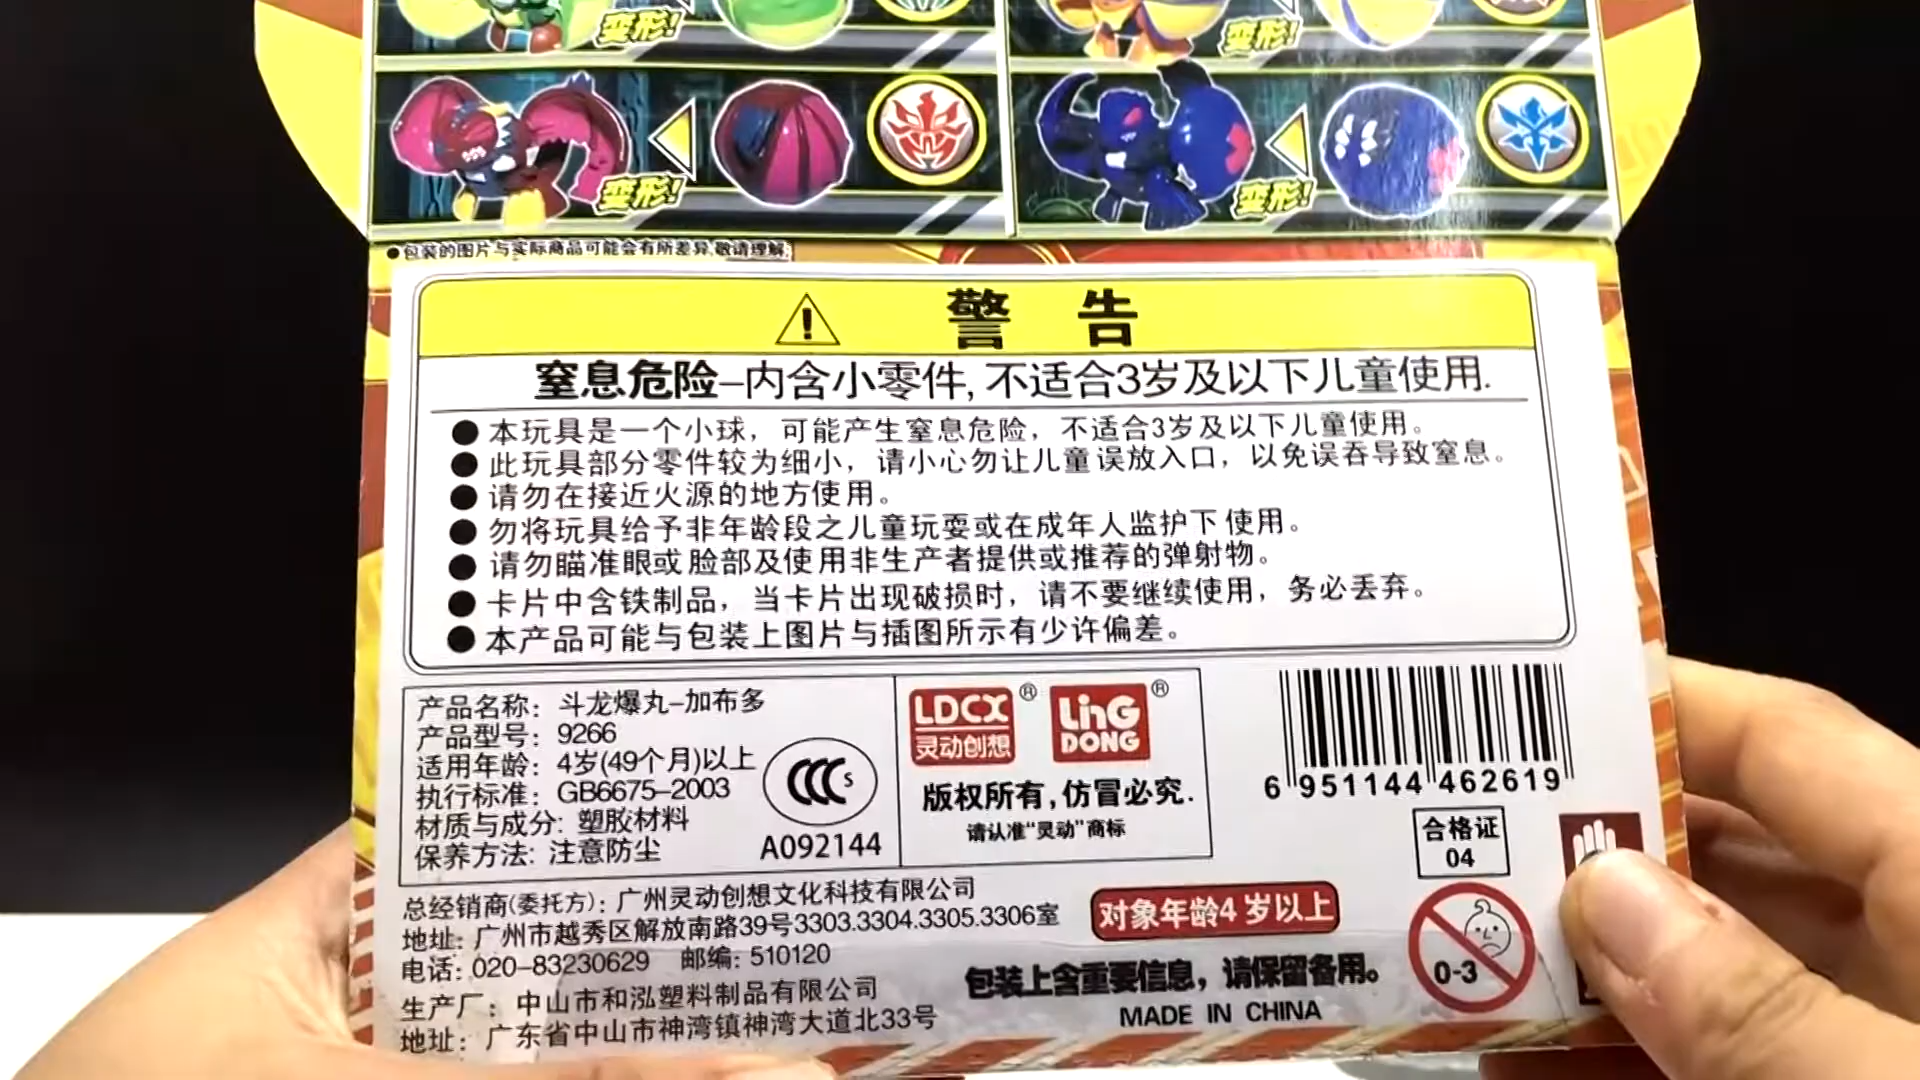 变形!
变形!
变形!
变形!
●包装的图片与实际商品可能会有所差异,敬请理解.
警 告
窒息危险–内含小零件, 不适合3岁及以下儿童使用.
●本玩具是一个小球，可能产生窒息危险，不适合3岁及以下儿童使用。
●此玩具部分零件较为细小，请小心勿让儿童误放入口，以免误吞导致窒息。
●请勿在接近火源的地方使用。
●勿将玩具给予非年龄段之儿童玩耍或在成年人监护下使用。
●请勿瞄准眼或脸部及使用非生产者提供或推荐的弹射物。
●卡片中含铁制品，当卡片出现破损时，请不要继续使用，务必丢弃。
●本产品可能与包装上图片与插图所示有少许偏差。
产品名称：斗龙爆丸–加布多
产品型号：9266
适用年龄：4岁(49个月)以上
执行标准：GB6675–2003
材质与成分: 塑胶材料
保养方法: 注意防尘
CCC S
A092144
LDCX ®
灵动创想
LinG ®
DONG
版权所有,仿冒必究.
请认准“灵动”商标
6 951144 462619
合格证
04
总经销商(委托方)：广州灵动创想文化科技有限公司
地址: 广州市越秀区解放南路39号3303.3304.3305.3306室
电话: 020–83230629 邮编: 510120
生产厂：中山市和泓塑料制品有限公司
地址：广东省中山市神湾镇神湾大道北33号
对象年龄4 岁以上
包装上含重要信息，请保留备用。
MADE IN CHINA
0-3